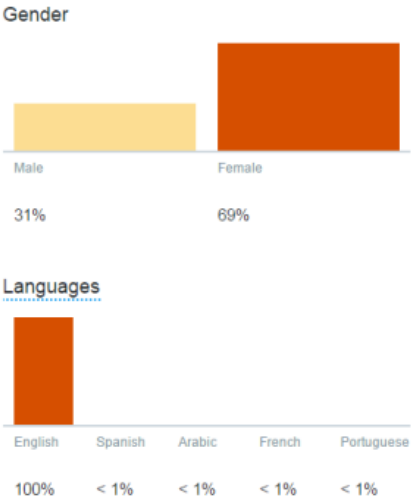 Gender
Male Female
31% 69%
Languages
English Spanish Arabic French Portuguese
100% < 1% < 1% < 1% < 1%